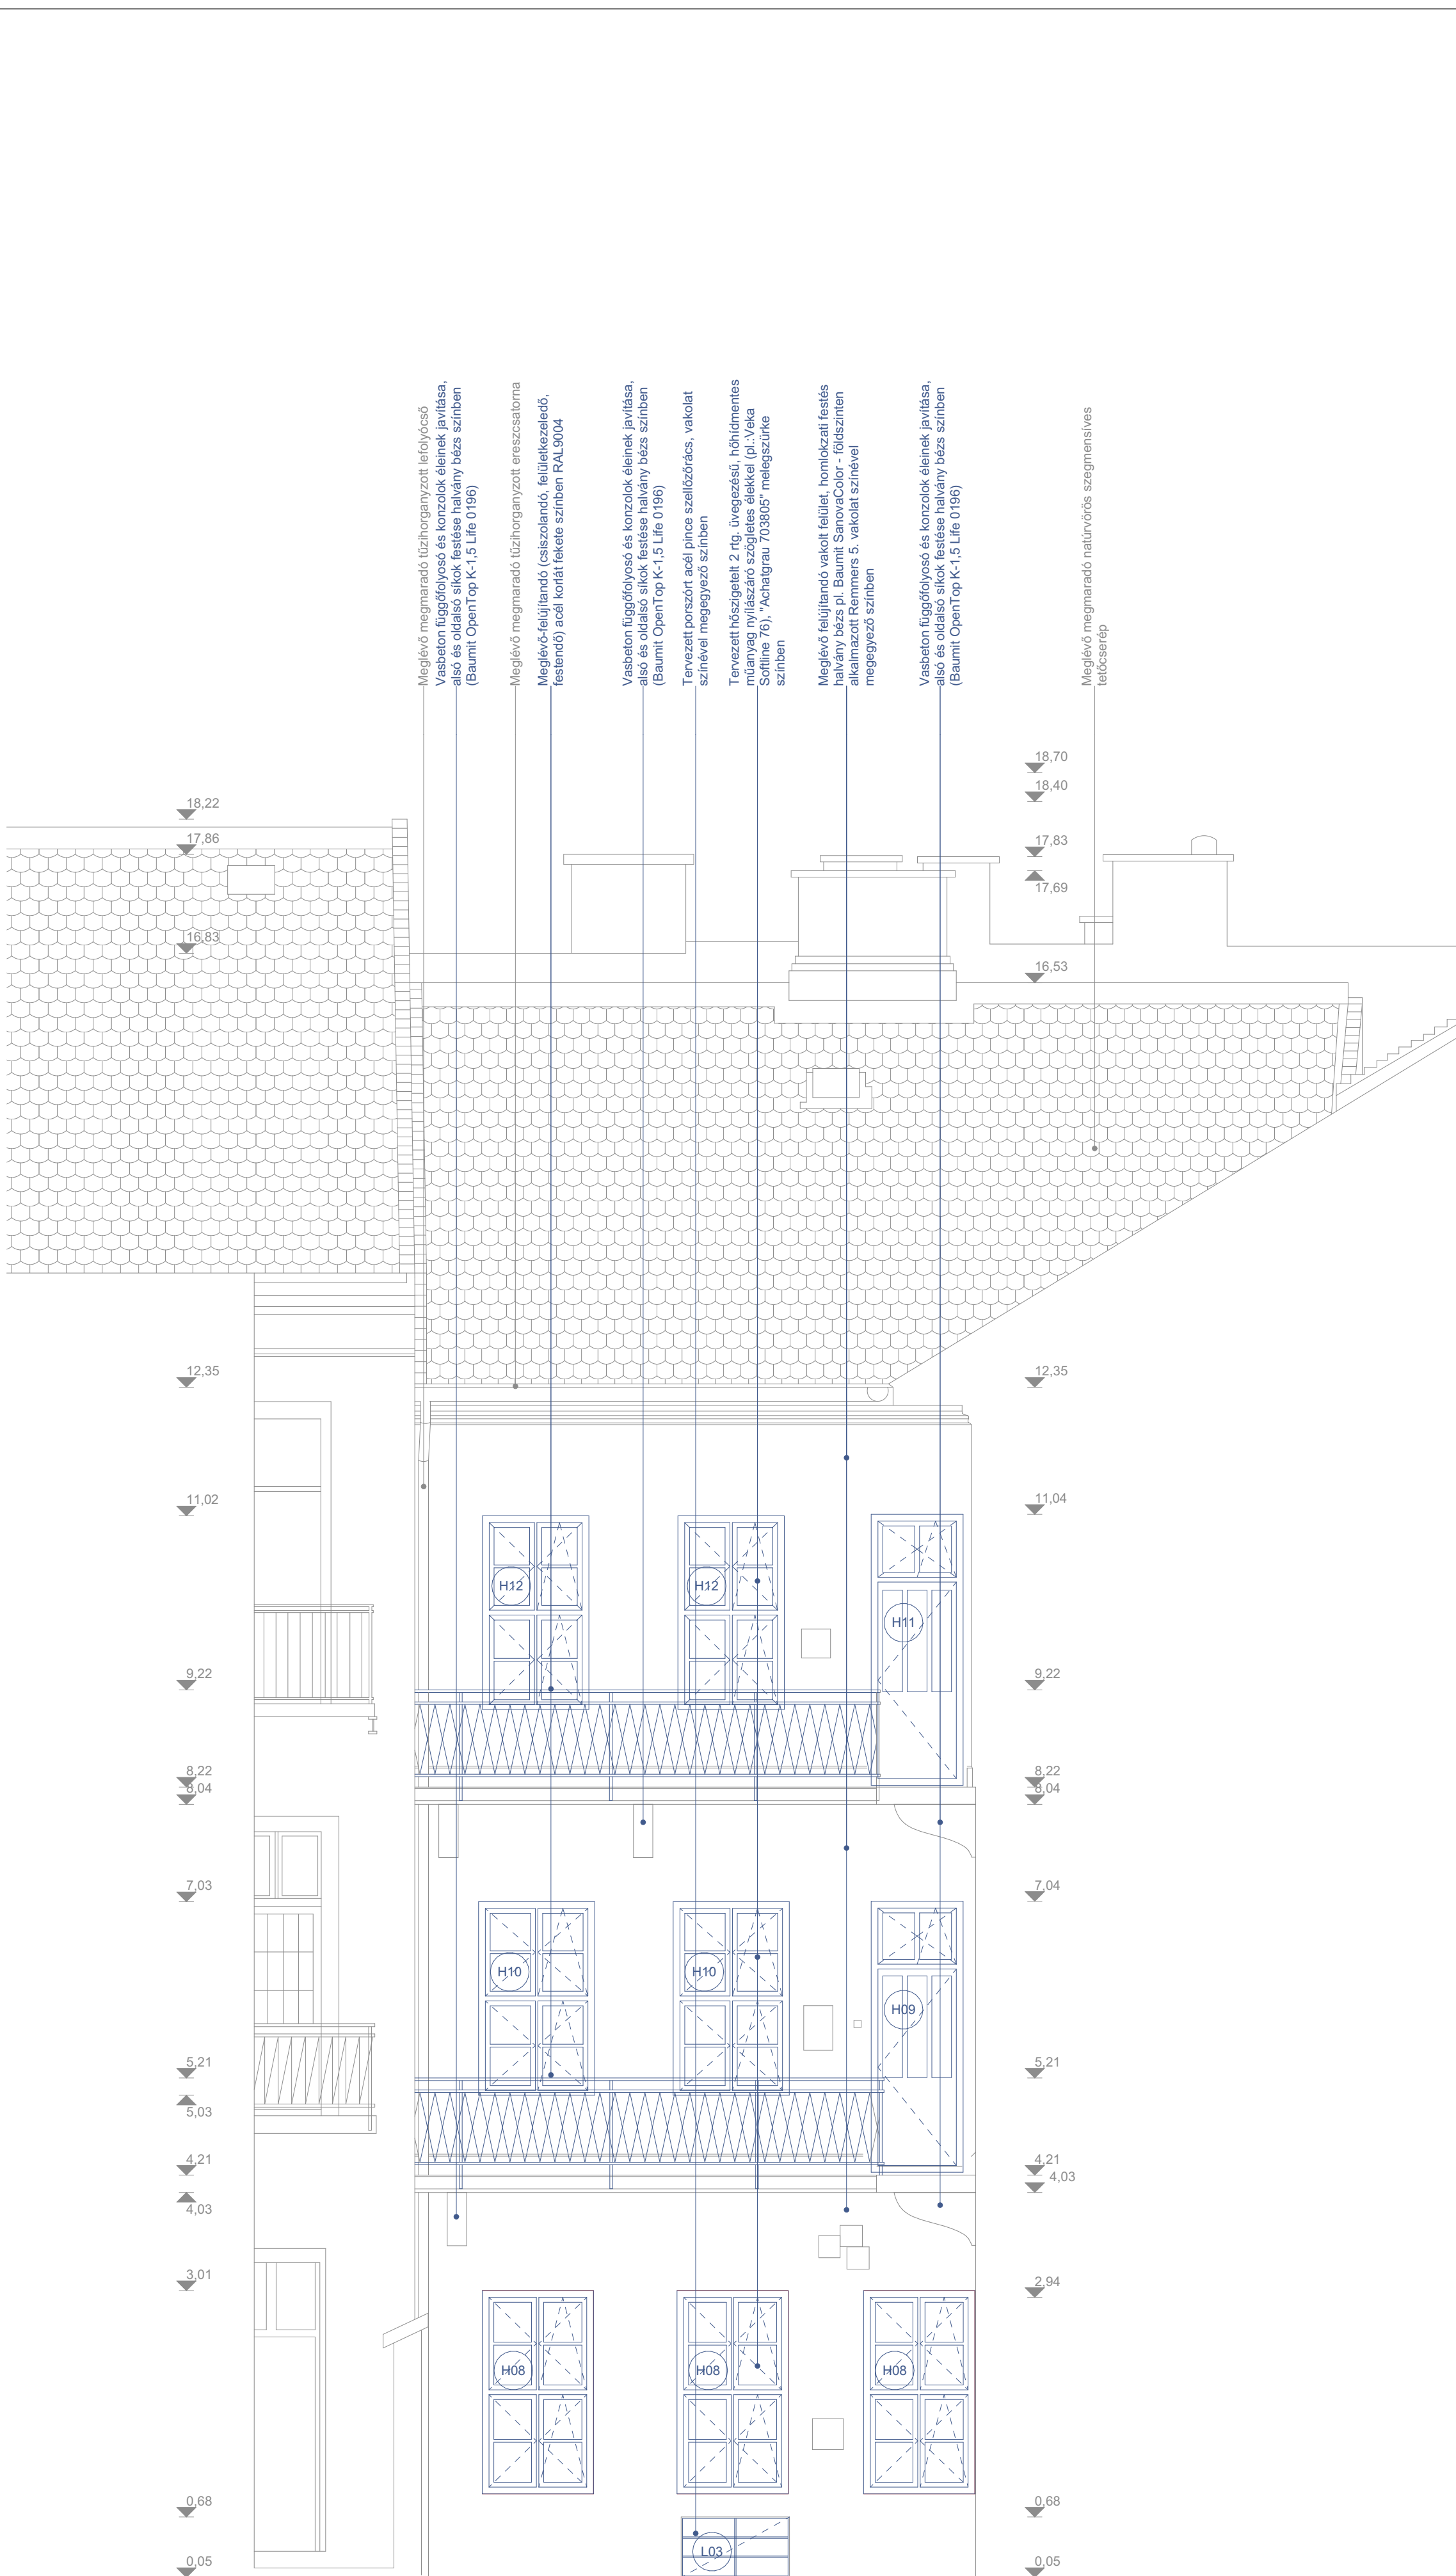 Meglévő megmaradó tűzihorganyzott lefolyócső
Vasbeton függőfolyosó és konzolok éleinek javítása,
alsó és oldalsó síkok festése halvány bézs színben
(Baumit OpenTop K-1,5 Life 0196)
Meglévő megmaradó tűzihorganyzott ereszcsatorna
Meglévő-felújítandó (csiszolandó, felületkezeledő,
festendő) acél korlát fekete színben RAL9004
Vasbeton függőfolyosó és konzolok éleinek javítása,
alsó és oldalsó síkok festése halvány bézs színben
(Baumit OpenTop K-1,5 Life 0196)
Tervezett porszórt acél pince szellőzőrács, vakolat
színével megegyező színben
Tervezett hőszigetelt 2 rtg. üvegezésű, hőhídmentes
műanyag nyílászáró szögletes élekkel (pl.:Veka
Softline 76), "Achatgrau 703805" melegszürke
színben
Meglévő felújítandó vakolt felület, homlokzati festés
halvány bézs pl. Baumit SanovaColor - földszinten
alkalmazott Remmers 5. vakolat színével
megegyező színben
Vasbeton függőfolyosó és konzolok éleinek javítása,
alsó és oldalsó síkok festése halvány bézs színben
(Baumit OpenTop K-1,5 Life 0196)
Meglévő megmaradó natúrvörös szegmensíves
tetőcserép
18,70
18,40
18,22
17,86
17,83
17,69
16,83
16,53
12,35
12,35
11,02
11,04
H12
H12
H11
9,22
9,22
8,22
8,04
8,22
8,04
7,03
7,04
H10
H10
H09
5,21
5,21
5,03
4,21
4,21
4,03
4,03
3,01
2,94
H08
H08
H08
0,68
0,68
L03
0,05
0,05